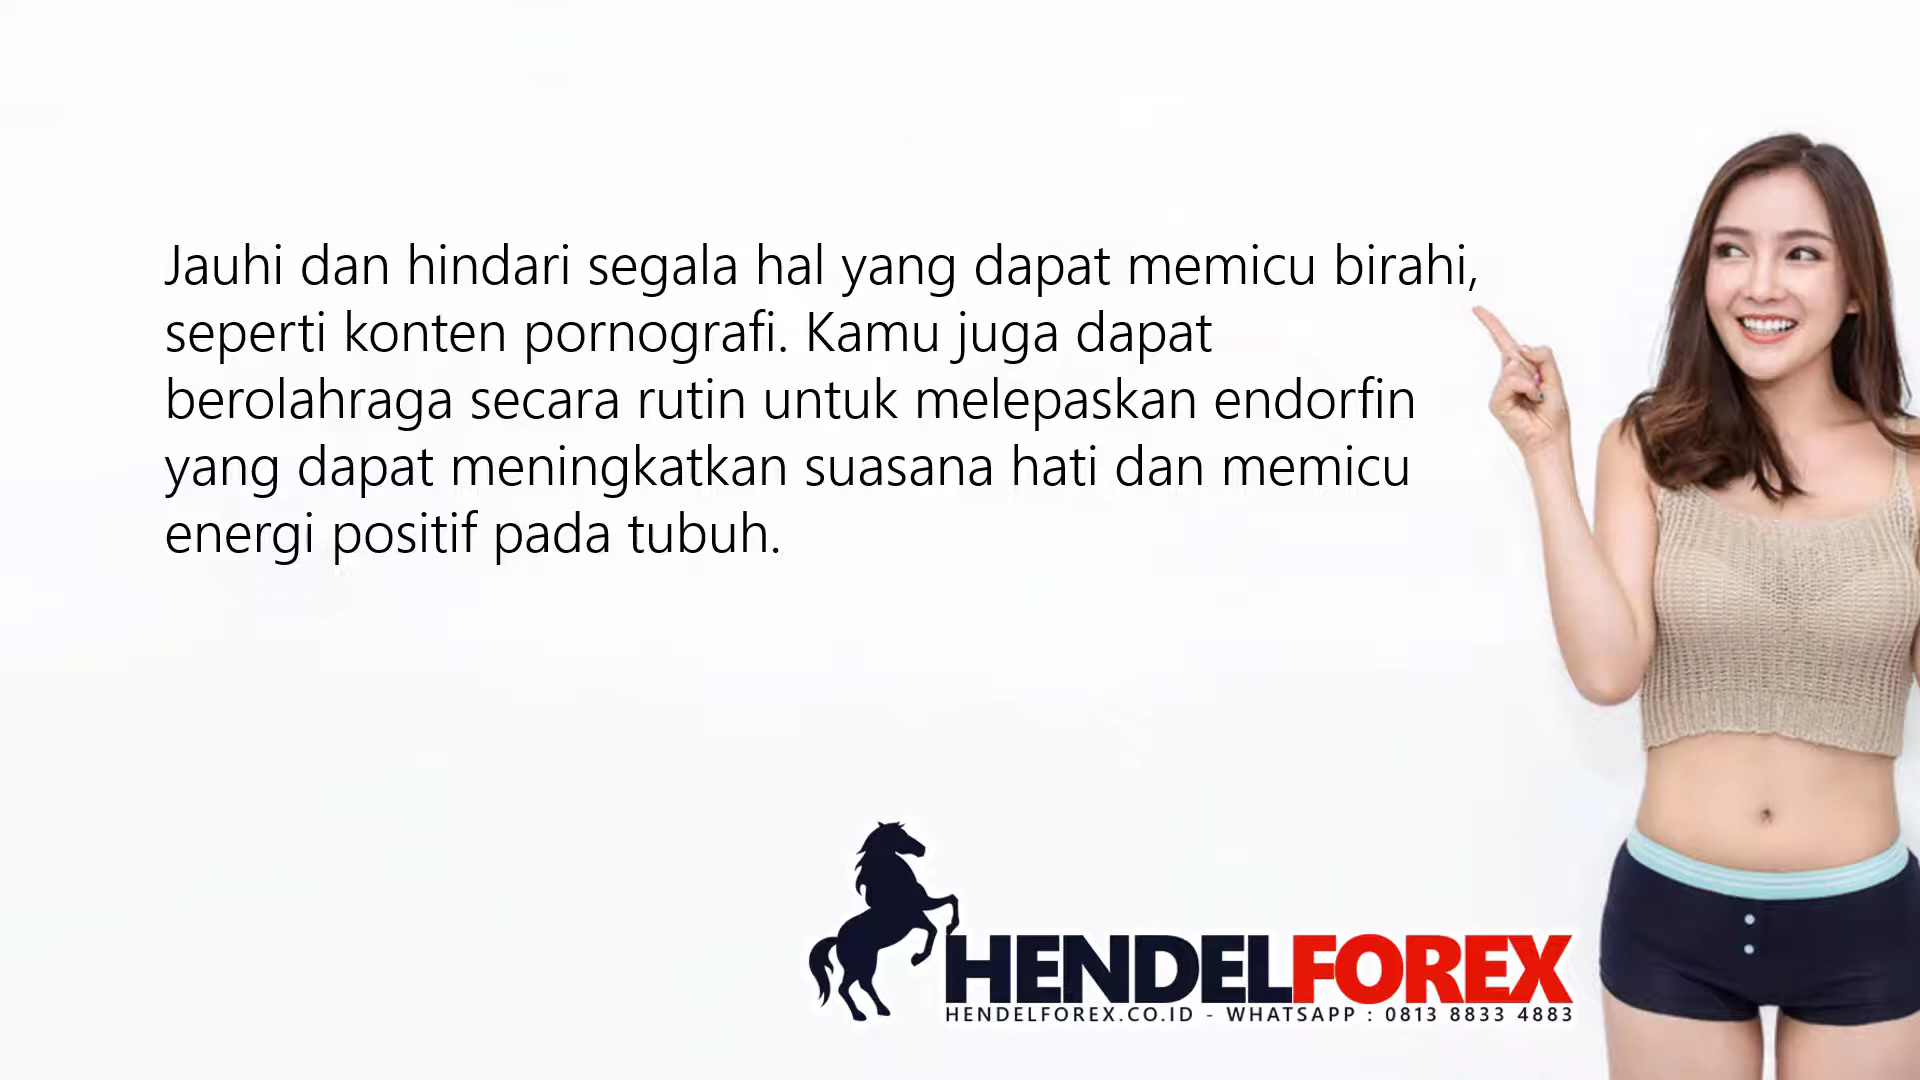 Jauhi dan hindari segala hal yang dapat memicu birahi,
seperti konten pornografi. Kamu juga dapat
berolahraga secara rutin untuk melepaskan endorfin
yang dapat meningkatkan suasana hati dan memicu
energi positif pada tubuh.
HENDELFOREX
HENDELFOREX.CO.ID - WHATSAPP : 0813 8833 4883